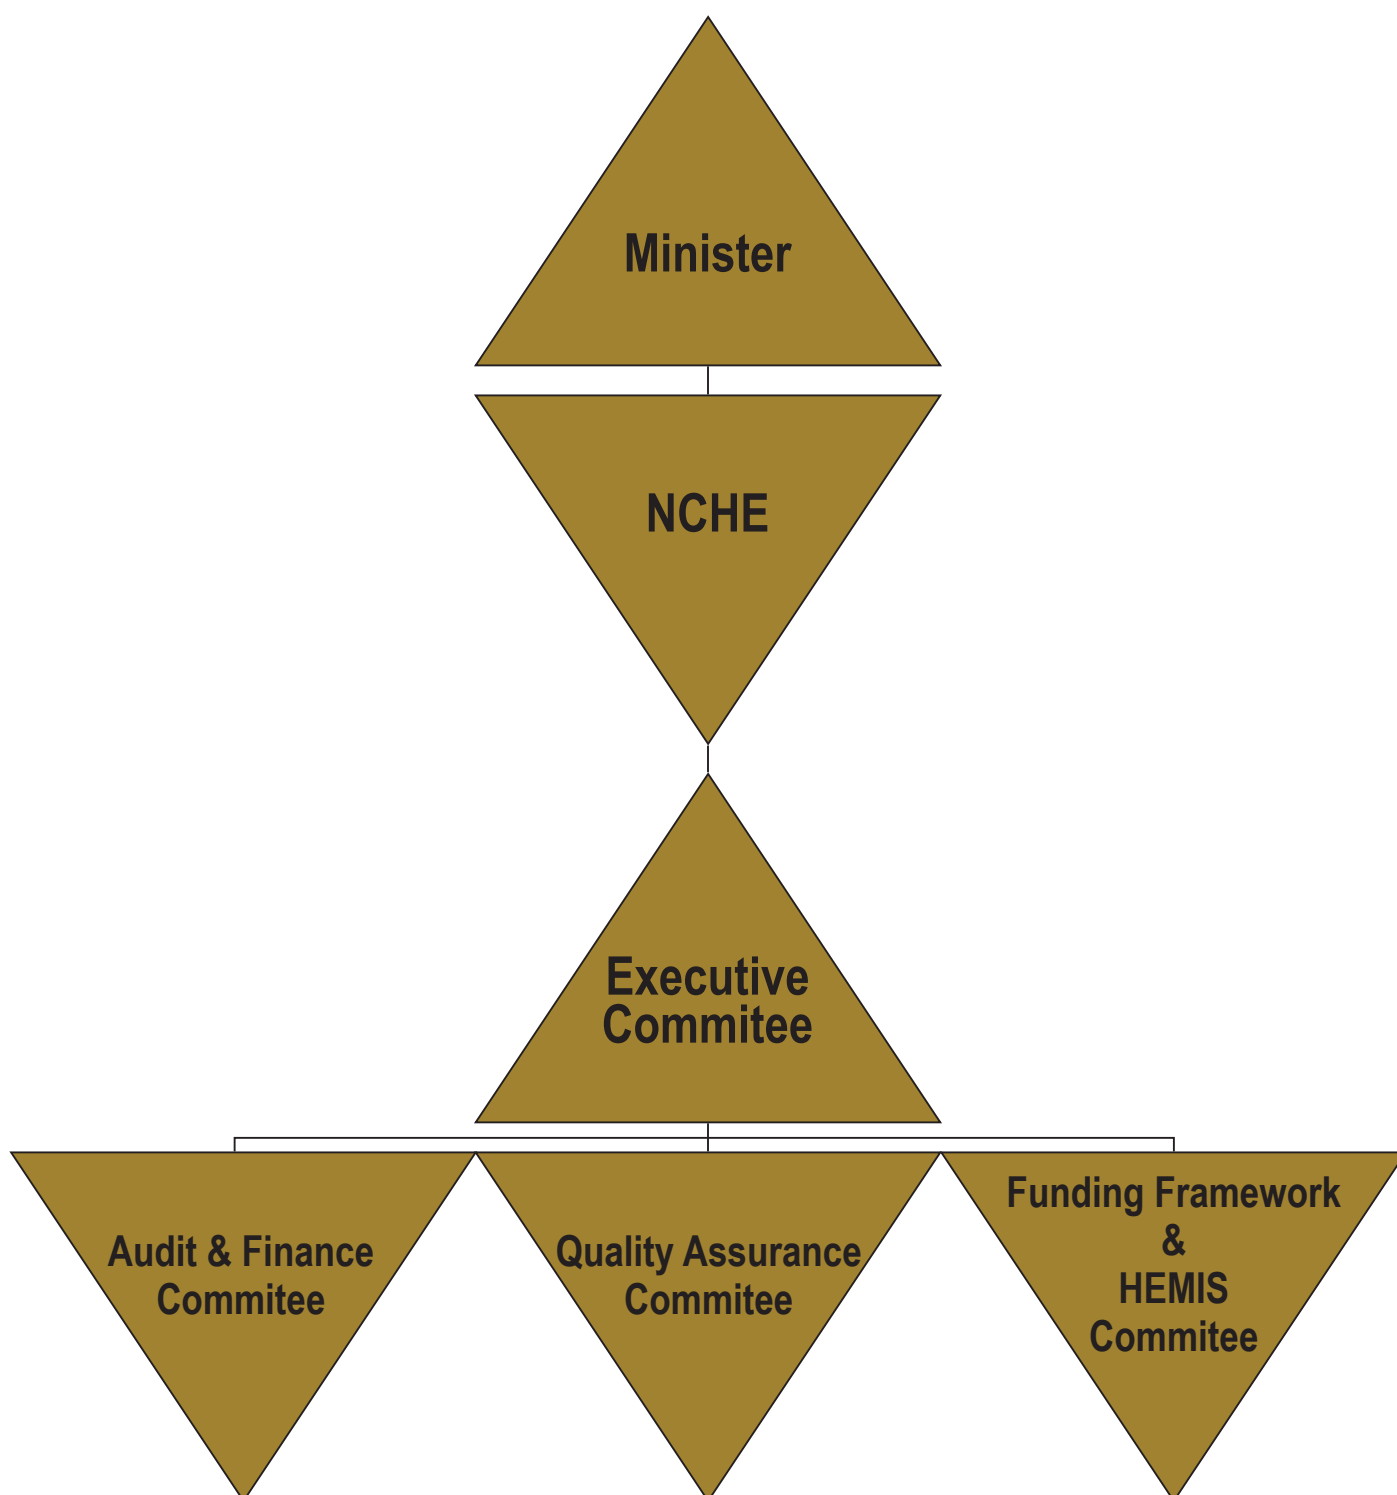 Minister
NCHE
Executive
Commitee
Audit & Finance
Commitee
Quality Assurance
Commitee
Funding Framework
&
HEMIS
Commitee